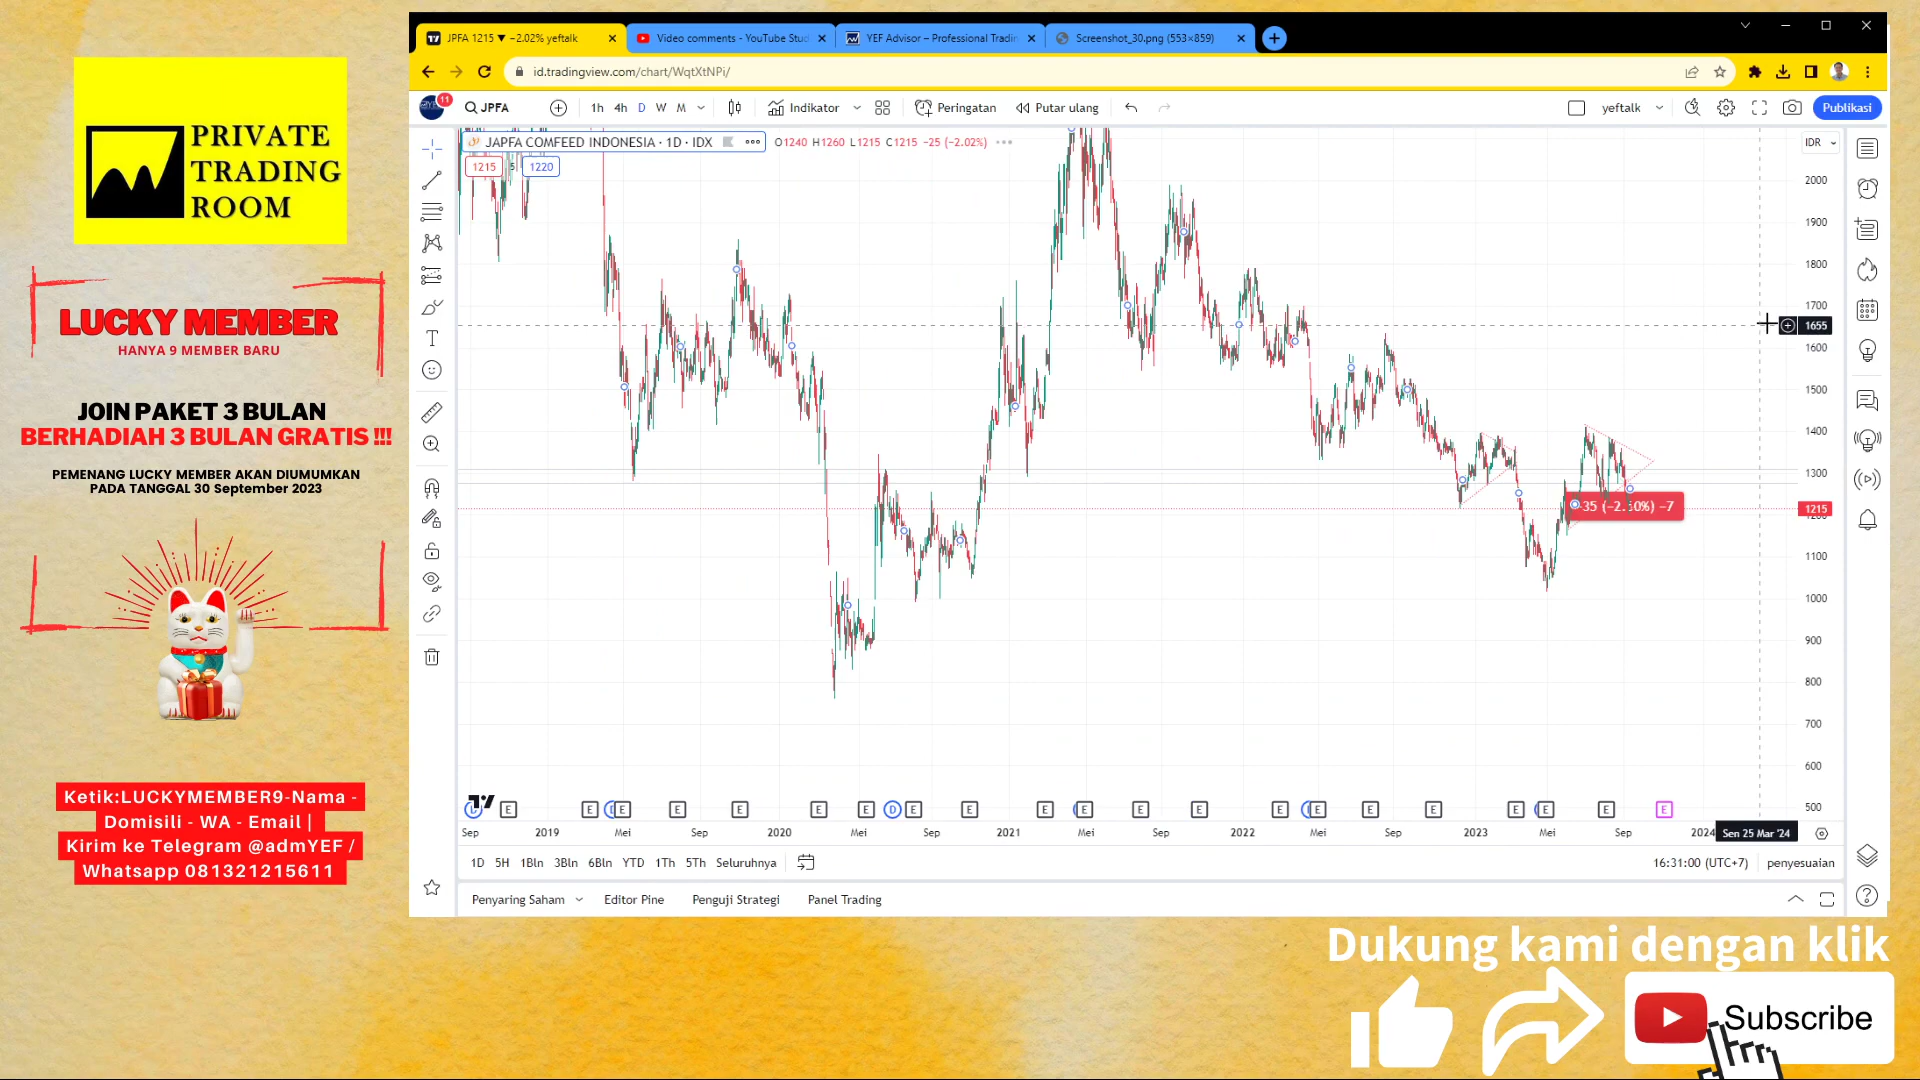 PRIVATE
TRADING
ROOM
LUCKY MEMBER
HANYA 9 MEMBER BARU
JOIN PAKET 3 BULAN
BERHADIAH 3 BULAN GRATIS !!!
PEMENANG LUCKY MEMBER AKAN DIUMUMKAN
PADA TANGGAL 30 September 2023
Ketik:LUCKYMEMBER9-Nama -
Domisili - WA - Email |
Kirim ke Telegram @admYEF /
Whatsapp 081321215611
JPFA 1215 ▼ −2.02% yeftalk
Video comments - YouTube Stud
YEF Advisor – Professional Tradin
Screenshot_30.png (553×859)
id.tradingview.com/chart/WqtXtNPi/
11
JPFA
1h 4h D W M
Indikator
Peringatan
Putar ulang
yeftalk
Publikasi
JAPFA COMFEED INDONESIA · 1D · IDX
O1240 H1260 L1215 C1215 −25 (−2.02%)
1215 5 1220
IDR
2000
1900
1800
1700
1655
1600
1500
1400
1300
1215
1100
1000
900
800
700
600
500
−35 (−2.80%) −7
Sep 2019 Mei Sep 2020 Mei Sep 2021 Mei Sep 2022 Mei Sep 2023 Mei Sep 2024 Sen 25 Mar '24
1D 5H 1Bln 3Bln 6Bln YTD 1Th 5Th Seluruhnya
16:31:00 (UTC+7) penyesuaian
Penyaring Saham Editor Pine Penguji Strategi Panel Trading
Dukung kami dengan klik
Subscribe